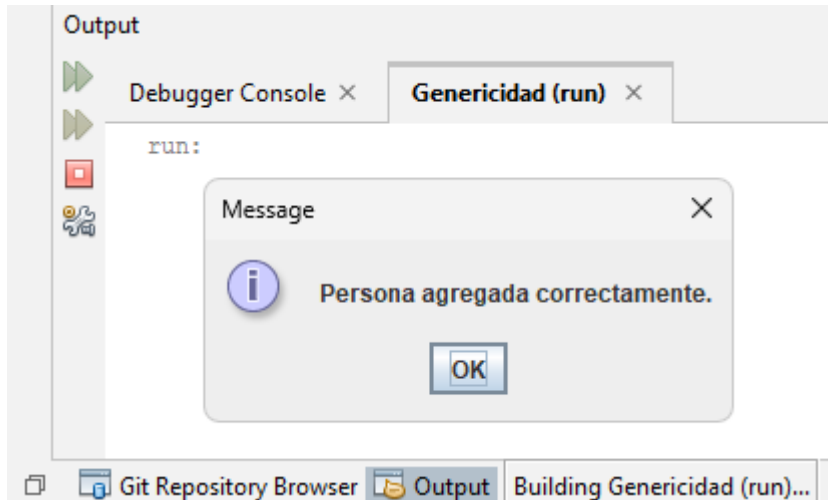 Output
Debugger Console × Genericidad (run) ×
run:
Message
Persona agregada correctamente.
OK
Git Repository Browser Output Building Genericidad (run)...